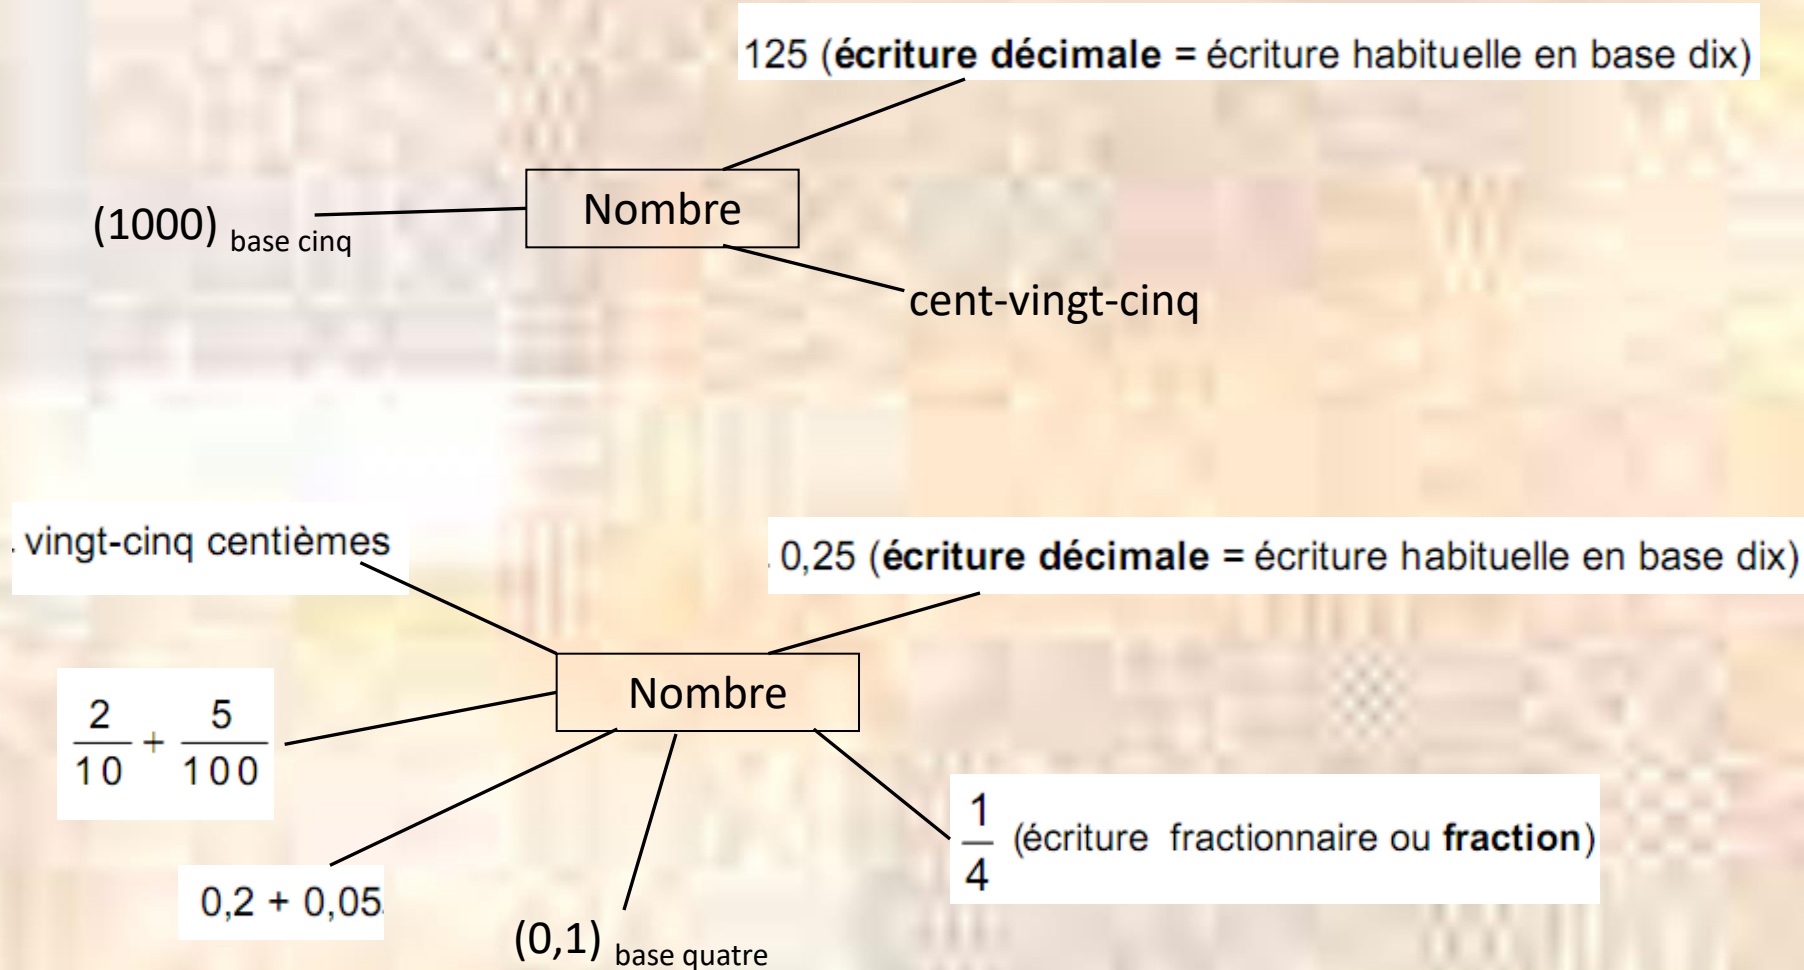 125 (écriture décimale = écriture habituelle en base dix)
Nombre
(1000) base cinq
cent-vingt-cinq
vingt-cinq centièmes
0,25 (écriture décimale = écriture habituelle en base dix)
Nombre
2/10 + 5/100
1/4 (écriture fractionnaire ou fraction)
0,2 + 0,05
(0,1) base quatre